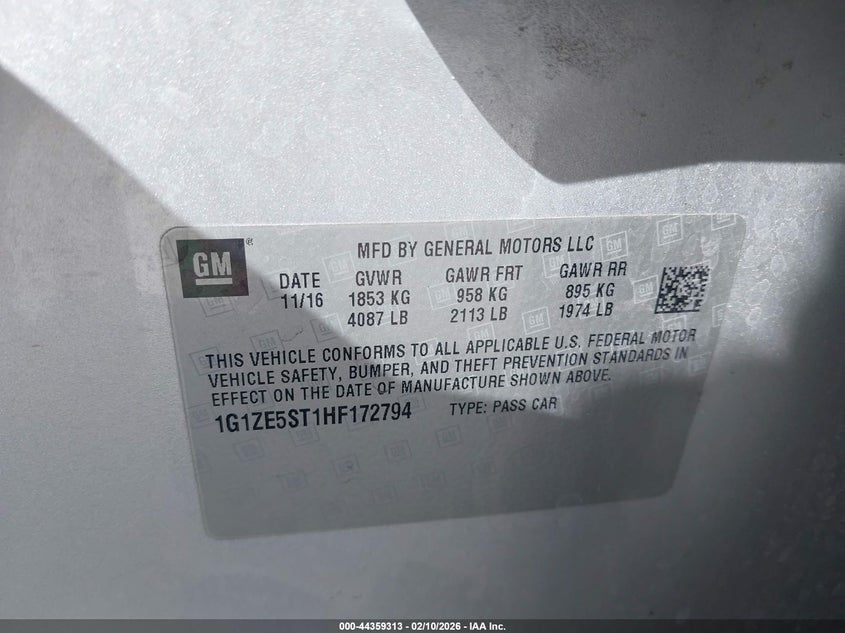 GM ®
MFD BY GENERAL MOTORS LLC
DATE GVWR GAWR FRT GAWR RR
11/16 1853 KG 958 KG 895 KG
4087 LB 2113 LB 1974 LB
THIS VEHICLE CONFORMS TO ALL APPLICABLE U.S. FEDERAL MOTOR
VEHICLE SAFETY, BUMPER, AND THEFT PREVENTION STANDARDS IN
EFFECT ON THE DATE OF MANUFACTURE SHOWN ABOVE.
1G1ZE5ST1HF172794 TYPE: PASS CAR
000-44359313 - 02/10/2026 - IAA Inc.